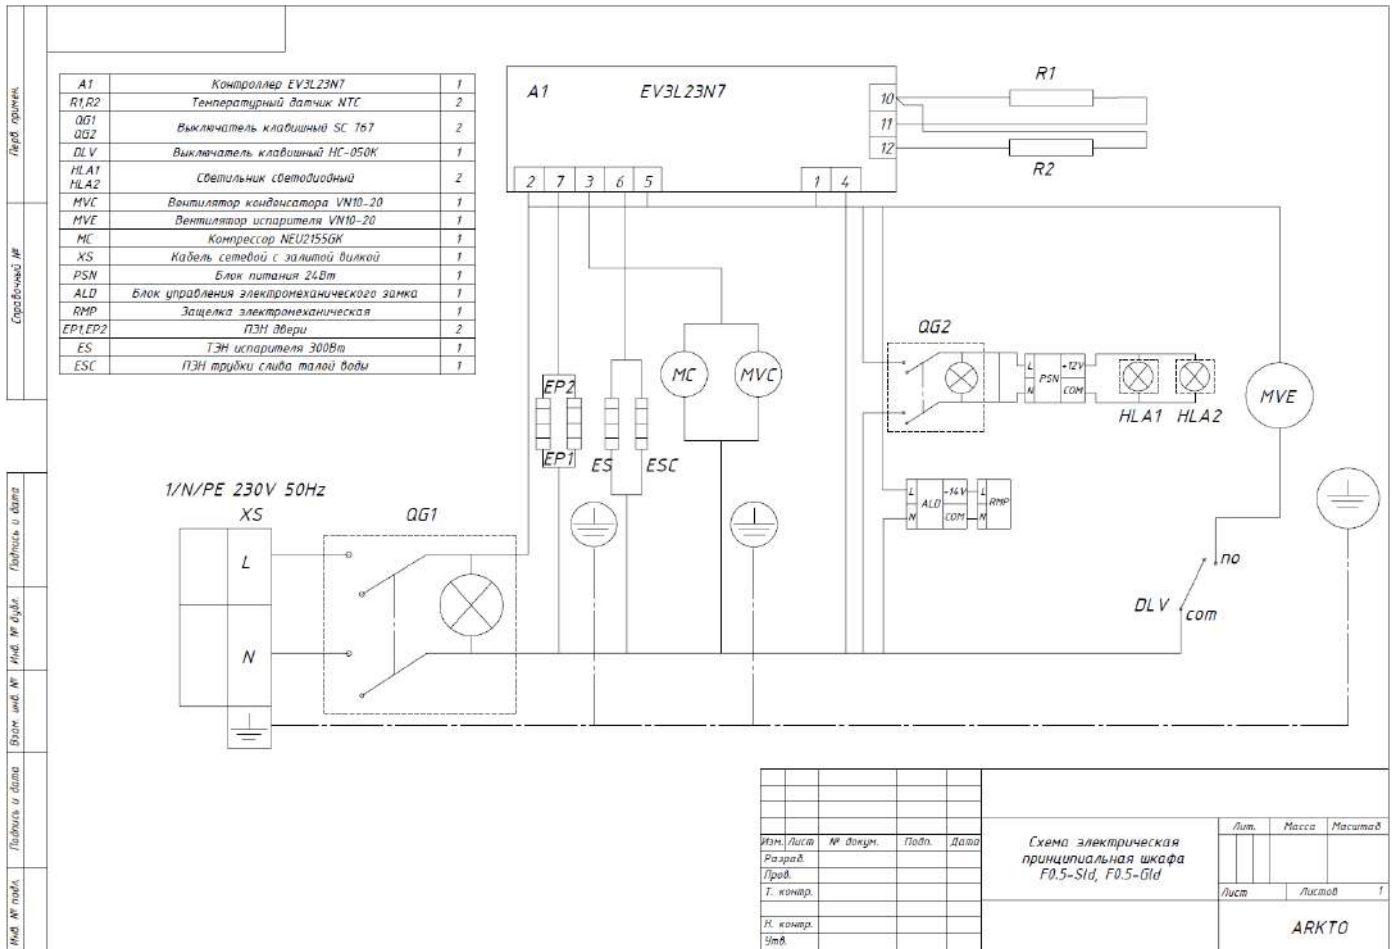 Перв. примен.
Справочный №
Подпись и дата
Инв. № дубл.
Взам. инв. №
Подпись и дата
Инв. № подл.
A1 Контроллер EV3L23N7 1
R1,R2 Температурный датчик NTC 2
QG1
QG2 Выключатель клавишный SC 767 2
DLV Выключатель клавишный HC-050K 1
HLA1
HLA2 Светильник светодиодный 2
MVC Вентилятор конденсатора VN10-20 1
MVE Вентилятор испарителя VN10-20 1
MC Компрессор NEU2155GK 1
XS Кабель сетевой с залитой вилкой 1
PSN Блок питания 24Вт 1
ALD Блок управления электромеханического замка 1
RMP Защелка электромеханическая 1
EP1,EP2 ПЭН двери 2
ES ТЭН испарителя 300Вт 1
ESC ПЭН трубки слива талой воды 1
A1 EV3L23N7
10
11
12
2 7 3 6 5 1 4
R1
R2
QG2
MC MVC
EP2
EP1
ES ESC
L PSN +12V
N COM
HLA1 HLA2
MVE
L ALD -14V L RMP
N COM N
1/N/PE 230V 50Hz
XS
QG1
L
N
no
DLV
com
Изм. Лист № докум. Подп. Дата
Разраб.
Пров.
Т. контр.
Н. контр.
Утв.
Схема электрическая
принципиальная шкафа
F0.5-Sld, F0.5-Gld
Лит. Масса Масштаб
Лист Листов 1
ARKTO